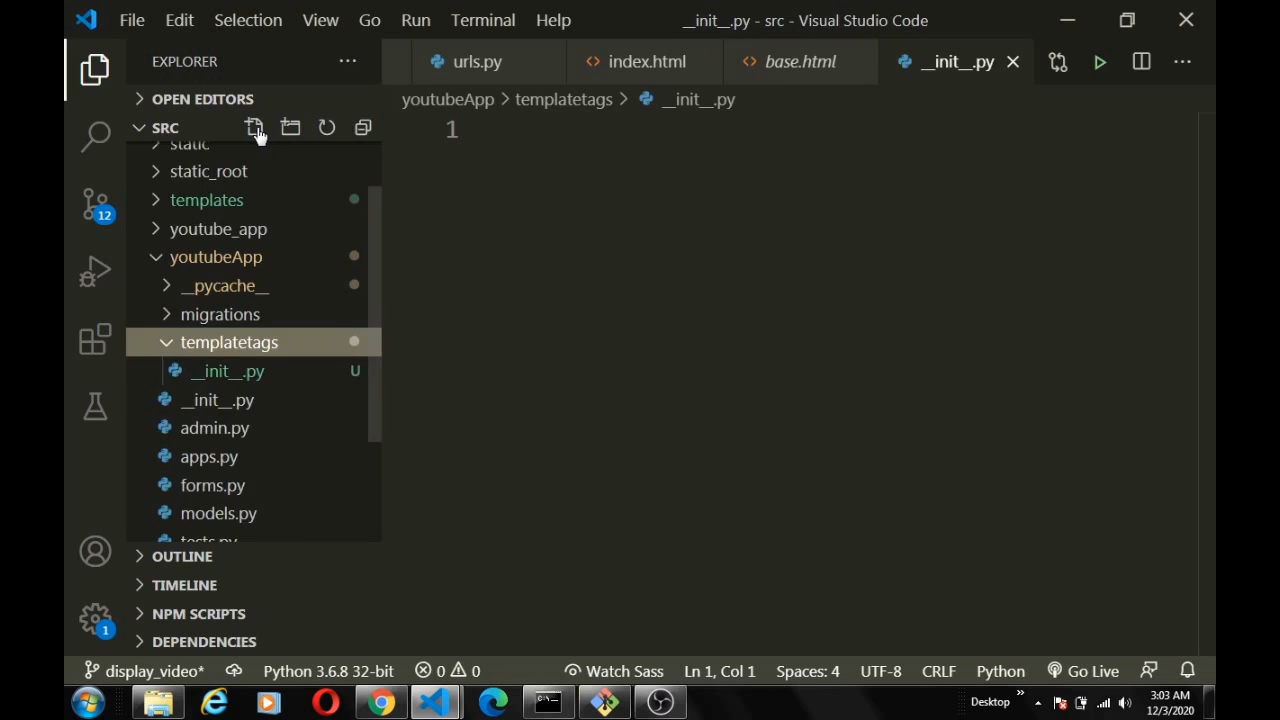 File Edit Selection View Go Run Terminal Help __init__.py - src - Visual Studio Code
EXPLORER
urls.py index.html base.html __init__.py
OPEN EDITORS
youtubeApp > templatetags > __init__.py
SRC
1
static
static_root
templates
youtube_app
youtubeApp
__pycache__
migrations
templatetags
__init__.py U
__init__.py
admin.py
apps.py
forms.py
models.py
tests.py
OUTLINE
TIMELINE
NPM SCRIPTS
DEPENDENCIES
12
1
display_video* Python 3.6.8 32-bit 0 0 Watch Sass Ln 1, Col 1 Spaces: 4 UTF-8 CRLF Python Go Live
Desktop » 3:03 AM
12/3/2020